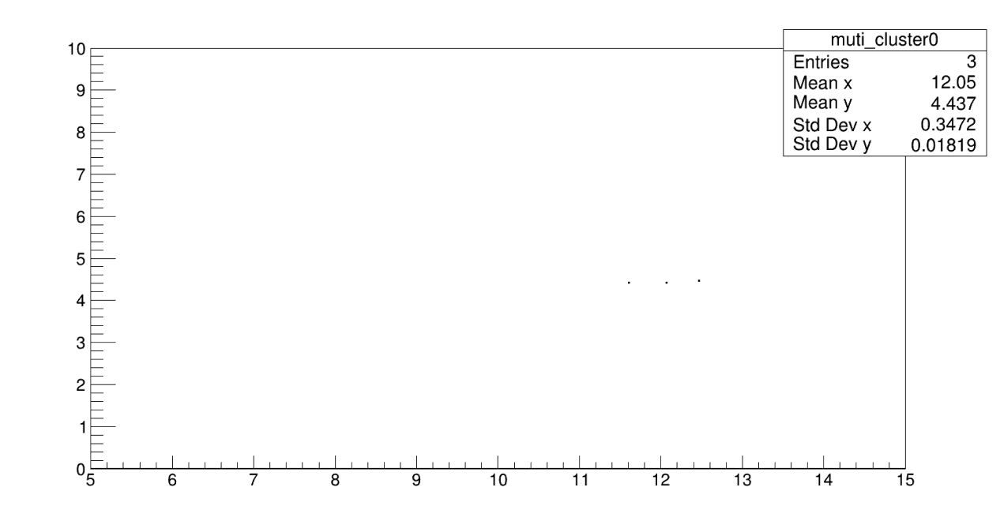 muti_cluster0
Entries 3
Mean x 12.05
Mean y 4.437
Std Dev x 0.3472
Std Dev y 0.01819
10
9
8
7
6
5
4
3
2
1
0
5 6 7 8 9 10 11 12 13 14 15